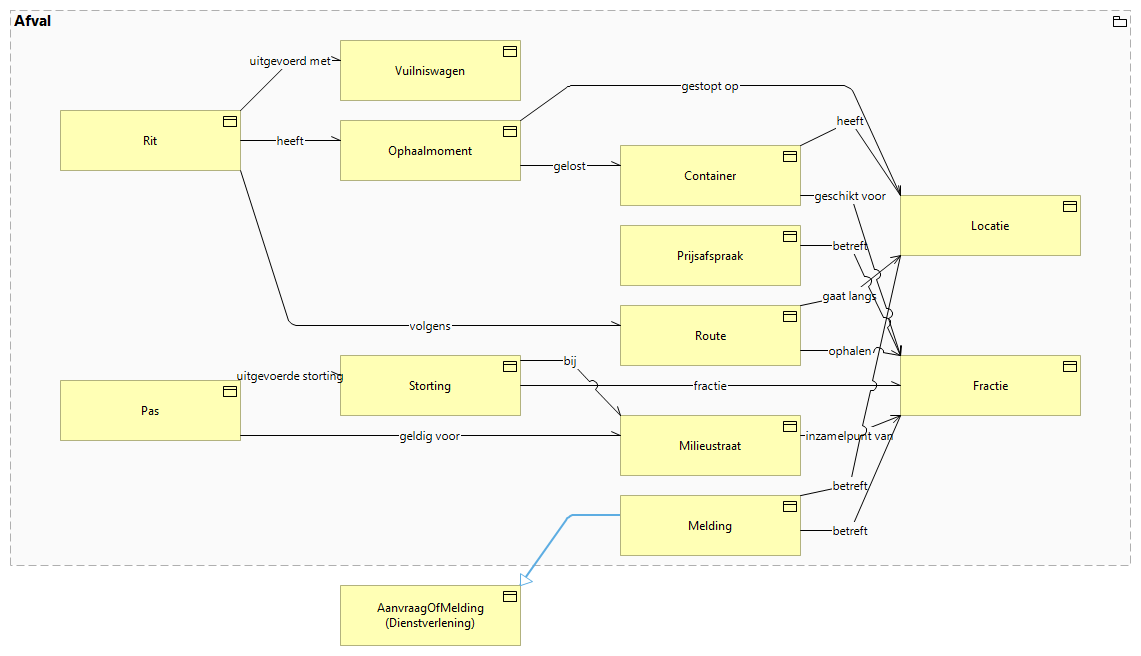 Afval
uitgevoerd met
Vuilniswagen
gestopt op
Rit
heeft
Ophaalmoment
heeft
gelost
Container
geschikt voor
Locatie
Prijsafspraak
betreft
gaat langs
volgens
Route
ophalen
uitgevoerde storting
Storting
bij
fractie
Fractie
Pas
geldig voor
Milieustraat
inzamelpunt van
betreft
Melding
betreft
AanvraagOfMelding
(Dienstverlening)